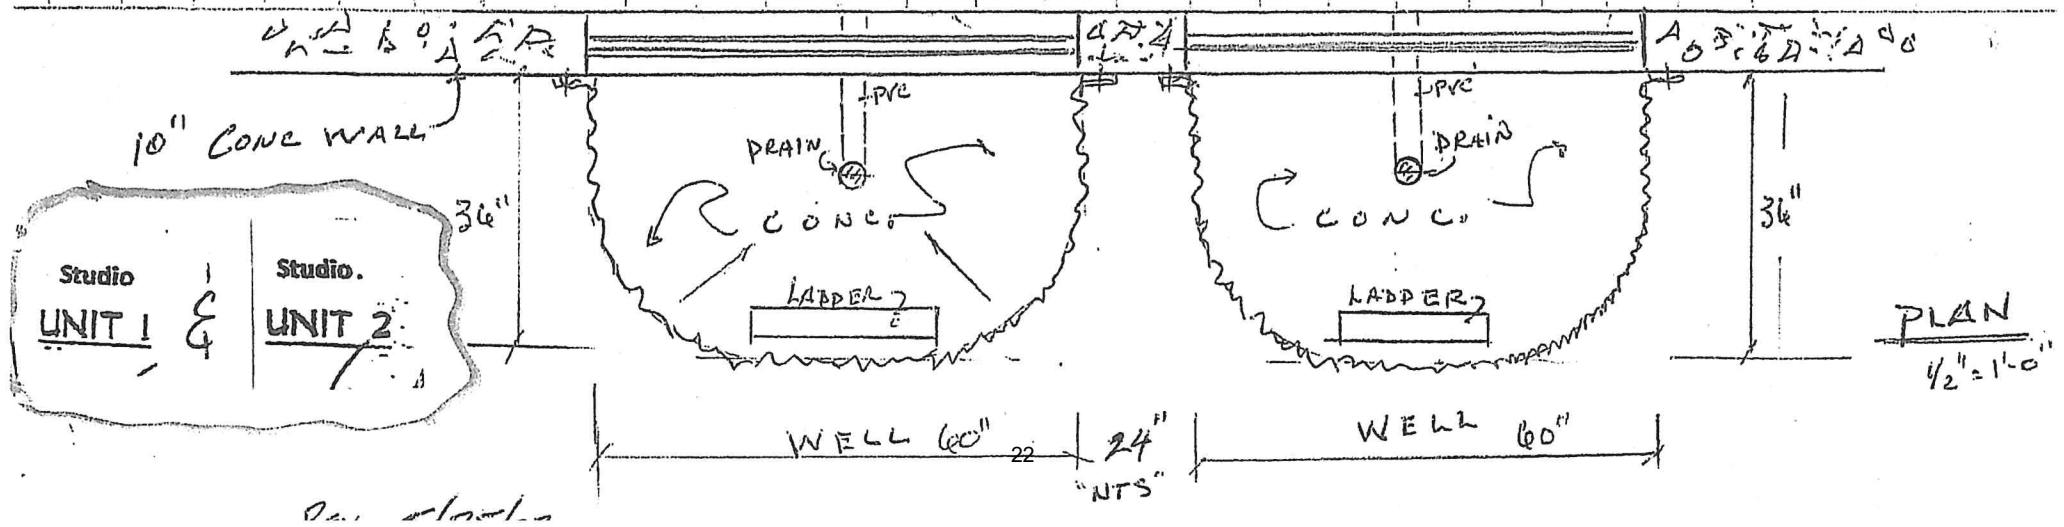 10" CONC WALL
PVC
PVC
DRAIN
DRAIN
36"
CONC.
CONC.
36"
Studio
UNIT 1
&
Studio.
UNIT 2
LADDER
LADDER
PLAN
1/2" = 1'-0"
WELL 60"
22
24"
"NTS"
WELL 60"